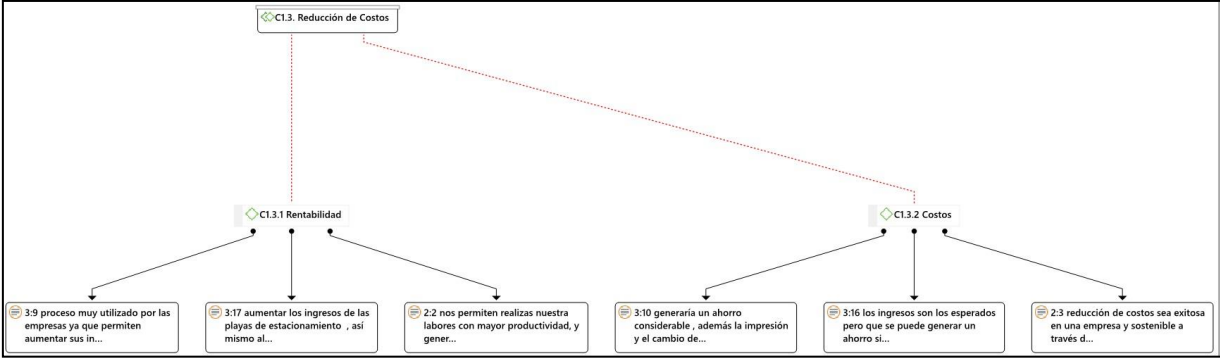 C1.3. Reducción de Costos
C1.3.1 Rentabilidad
C1.3.2 Costos
3:9 proceso muy utilizado por las
empresas ya que permiten
aumentar sus in...
3:17 aumentar los ingresos de las
playas de estacionamiento , así
mismo al...
2:2 nos permiten realizas nuestra
labores con mayor productividad, y
gener...
3:10 generaría un ahorro
considerable , además la impresión
y el cambio de...
3:16 los ingresos son los esperados
pero que se puede generar un
ahorro si...
2:3 reducción de costos sea exitosa
en una empresa y sostenible a
través d...